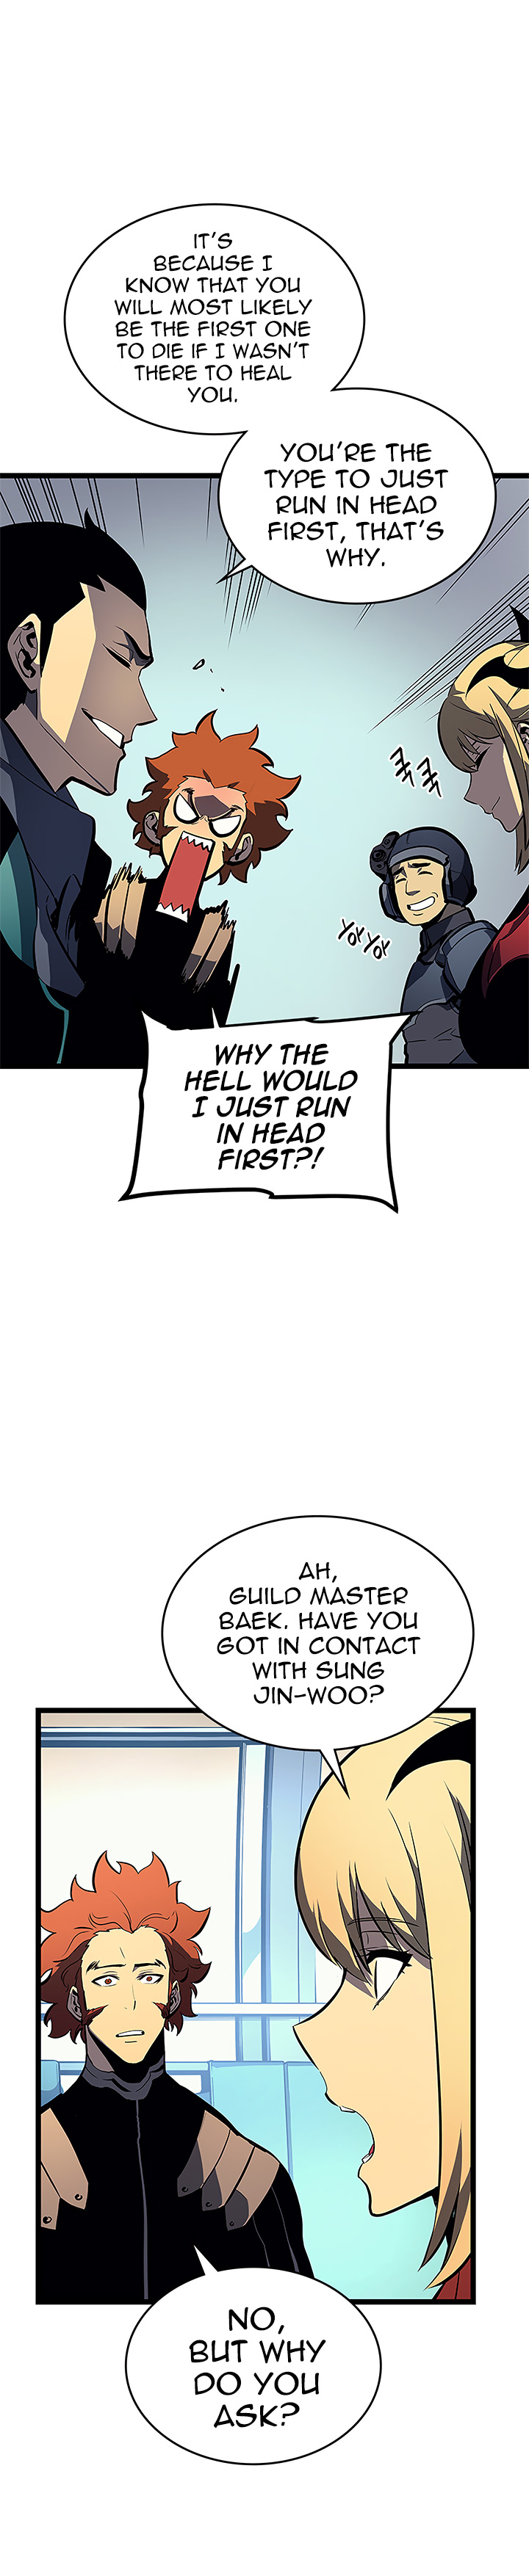 IT'S
BECAUSE I
KNOW THAT YOU
WILL MOST LIKELY
BE THE FIRST ONE
TO DIE IF I WASN'T
THERE TO HEAL
YOU.
YOU'RE THE
TYPE TO JUST
RUN IN HEAD
FIRST, THAT'S
WHY.
큭큭
WHY THE
HELL WOULD
I JUST RUN
IN HEAD
FIRST?!
AH,
GUILD MASTER
BAEK. HAVE YOU
GOT IN CONTACT
WITH SUNG
JIN-WOO?
NO,
BUT WHY
DO YOU
ASK?